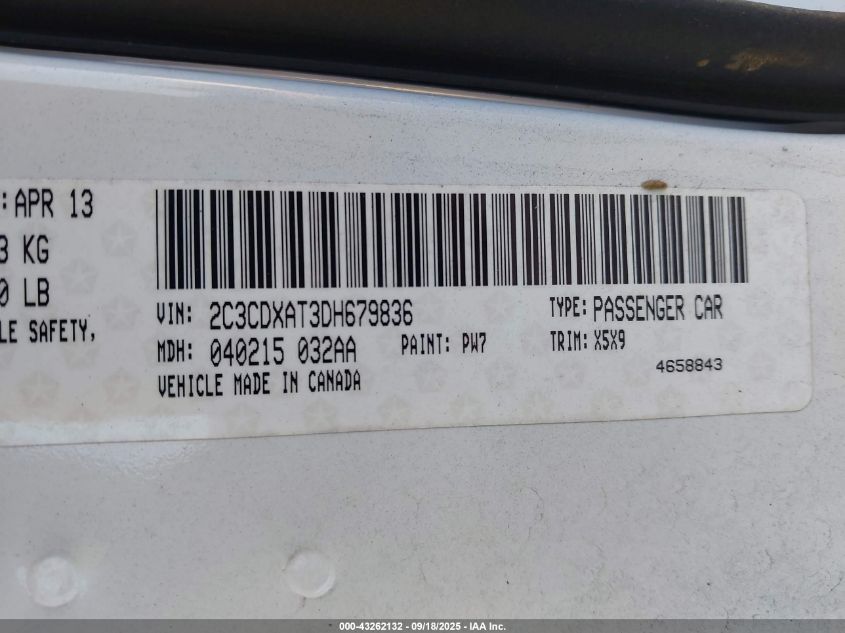 :APR 13
3 KG
0 LB
LE SAFETY,
VIN: 2C3CDXAT3DH679836
TYPE: PASSENGER CAR
MDH: 040215 032AA
PAINT: PW7
TRIM: X5X9
VEHICLE MADE IN CANADA
4658843
000-43262132 - 09/18/2025 - IAA Inc.